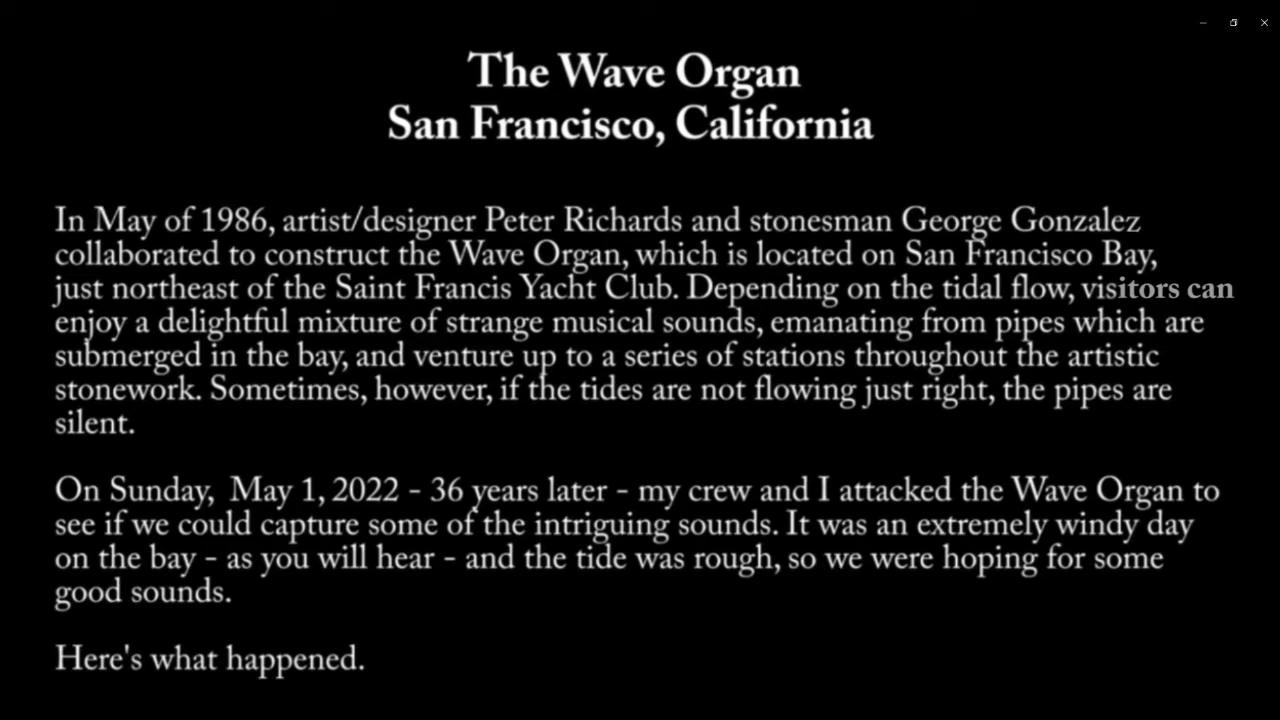 The Wave Organ
San Francisco, California
In May of 1986, artist/designer Peter Richards and stonesman George Gonzalez
collaborated to construct the Wave Organ, which is located on San Francisco Bay,
just northeast of the Saint Francis Yacht Club. Depending on the tidal flow, visitors can
enjoy a delightful mixture of strange musical sounds, emanating from pipes which are
submerged in the bay, and venture up to a series of stations throughout the artistic
stonework. Sometimes, however, if the tides are not flowing just right, the pipes are
silent.
On Sunday,  May 1, 2022 - 36 years later - my crew and I attacked the Wave Organ to
see if we could capture some of the intriguing sounds. It was an extremely windy day
on the bay - as you will hear - and the tide was rough, so we were hoping for some
good sounds.
Here's what happened.